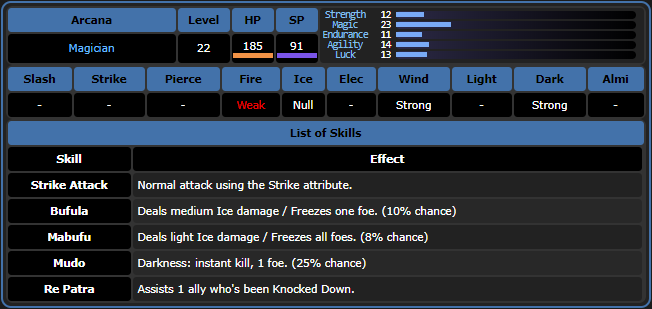 Arcana Level HP SP
Magician 22 185 91
Strength 12
Magic 23
Endurance 11
Agility 14
Luck 13
Slash Strike Pierce Fire Ice Elec Wind Light Dark Almi
- - - Weak Null - Strong - Strong -
List of Skills
Skill Effect
Strike Attack Normal attack using the Strike attribute.
Bufula Deals medium Ice damage / Freezes one foe. (10% chance)
Mabufu Deals light Ice damage / Freezes all foes. (8% chance)
Mudo Darkness: instant kill, 1 foe. (25% chance)
Re Patra Assists 1 ally who's been Knocked Down.